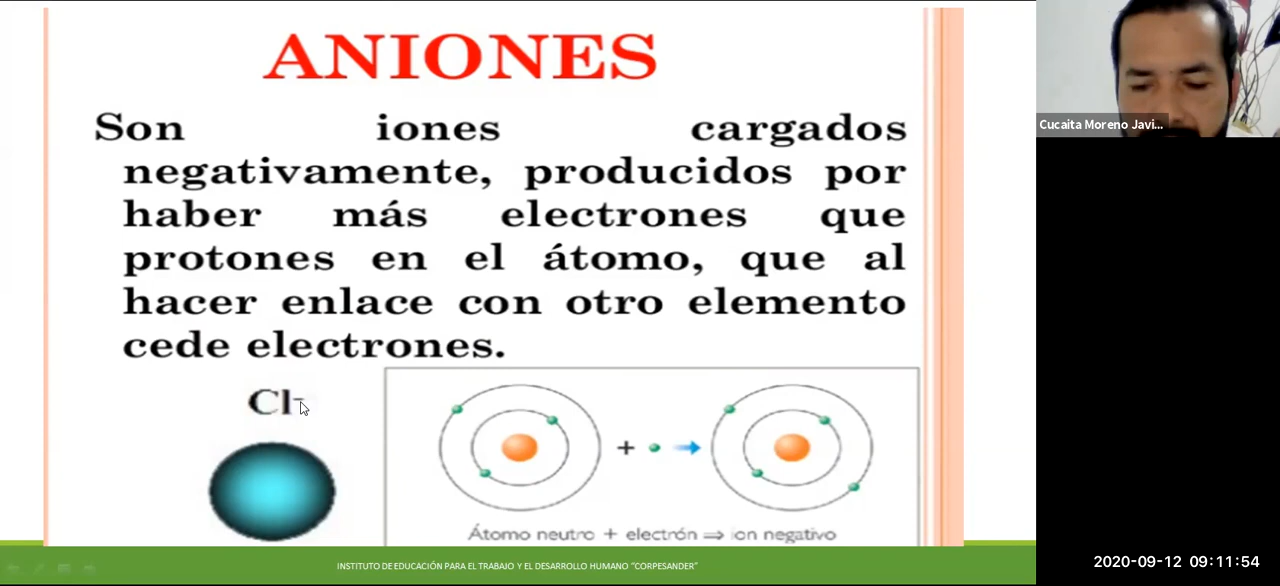 ANIONES
Son iones cargados
negativamente, producidos por
haber más electrones que
protones en el átomo, que al
hacer enlace con otro elemento
cede electrones.
Cl-
+
Átomo neutro + electrón ⇒ ion negativo
INSTITUTO DE EDUCACIÓN PARA EL TRABAJO Y EL DESARROLLO HUMANO "CORPESANDER"
Cucaita Moreno Javi...
2020-09-12 09:11:54